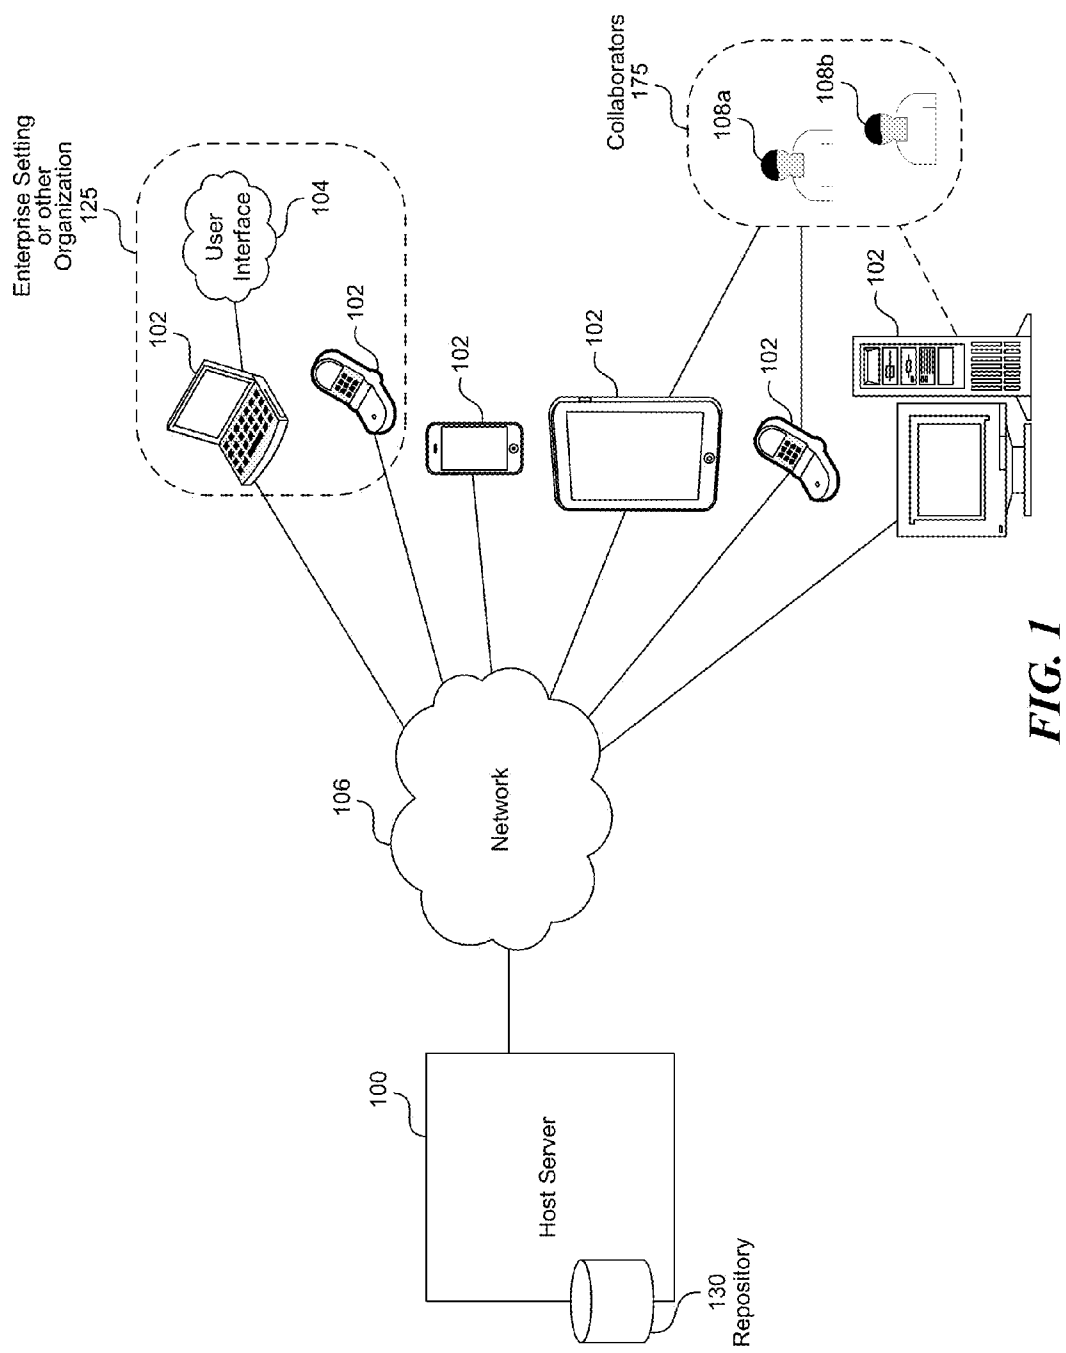 Enterprise Setting
or other
Organization
125
User
Interface
104
102
102
102
102
102
102
Collaborators
175
108a
108b
106
Network
100
Host Server
130
Repository
FIG. 1